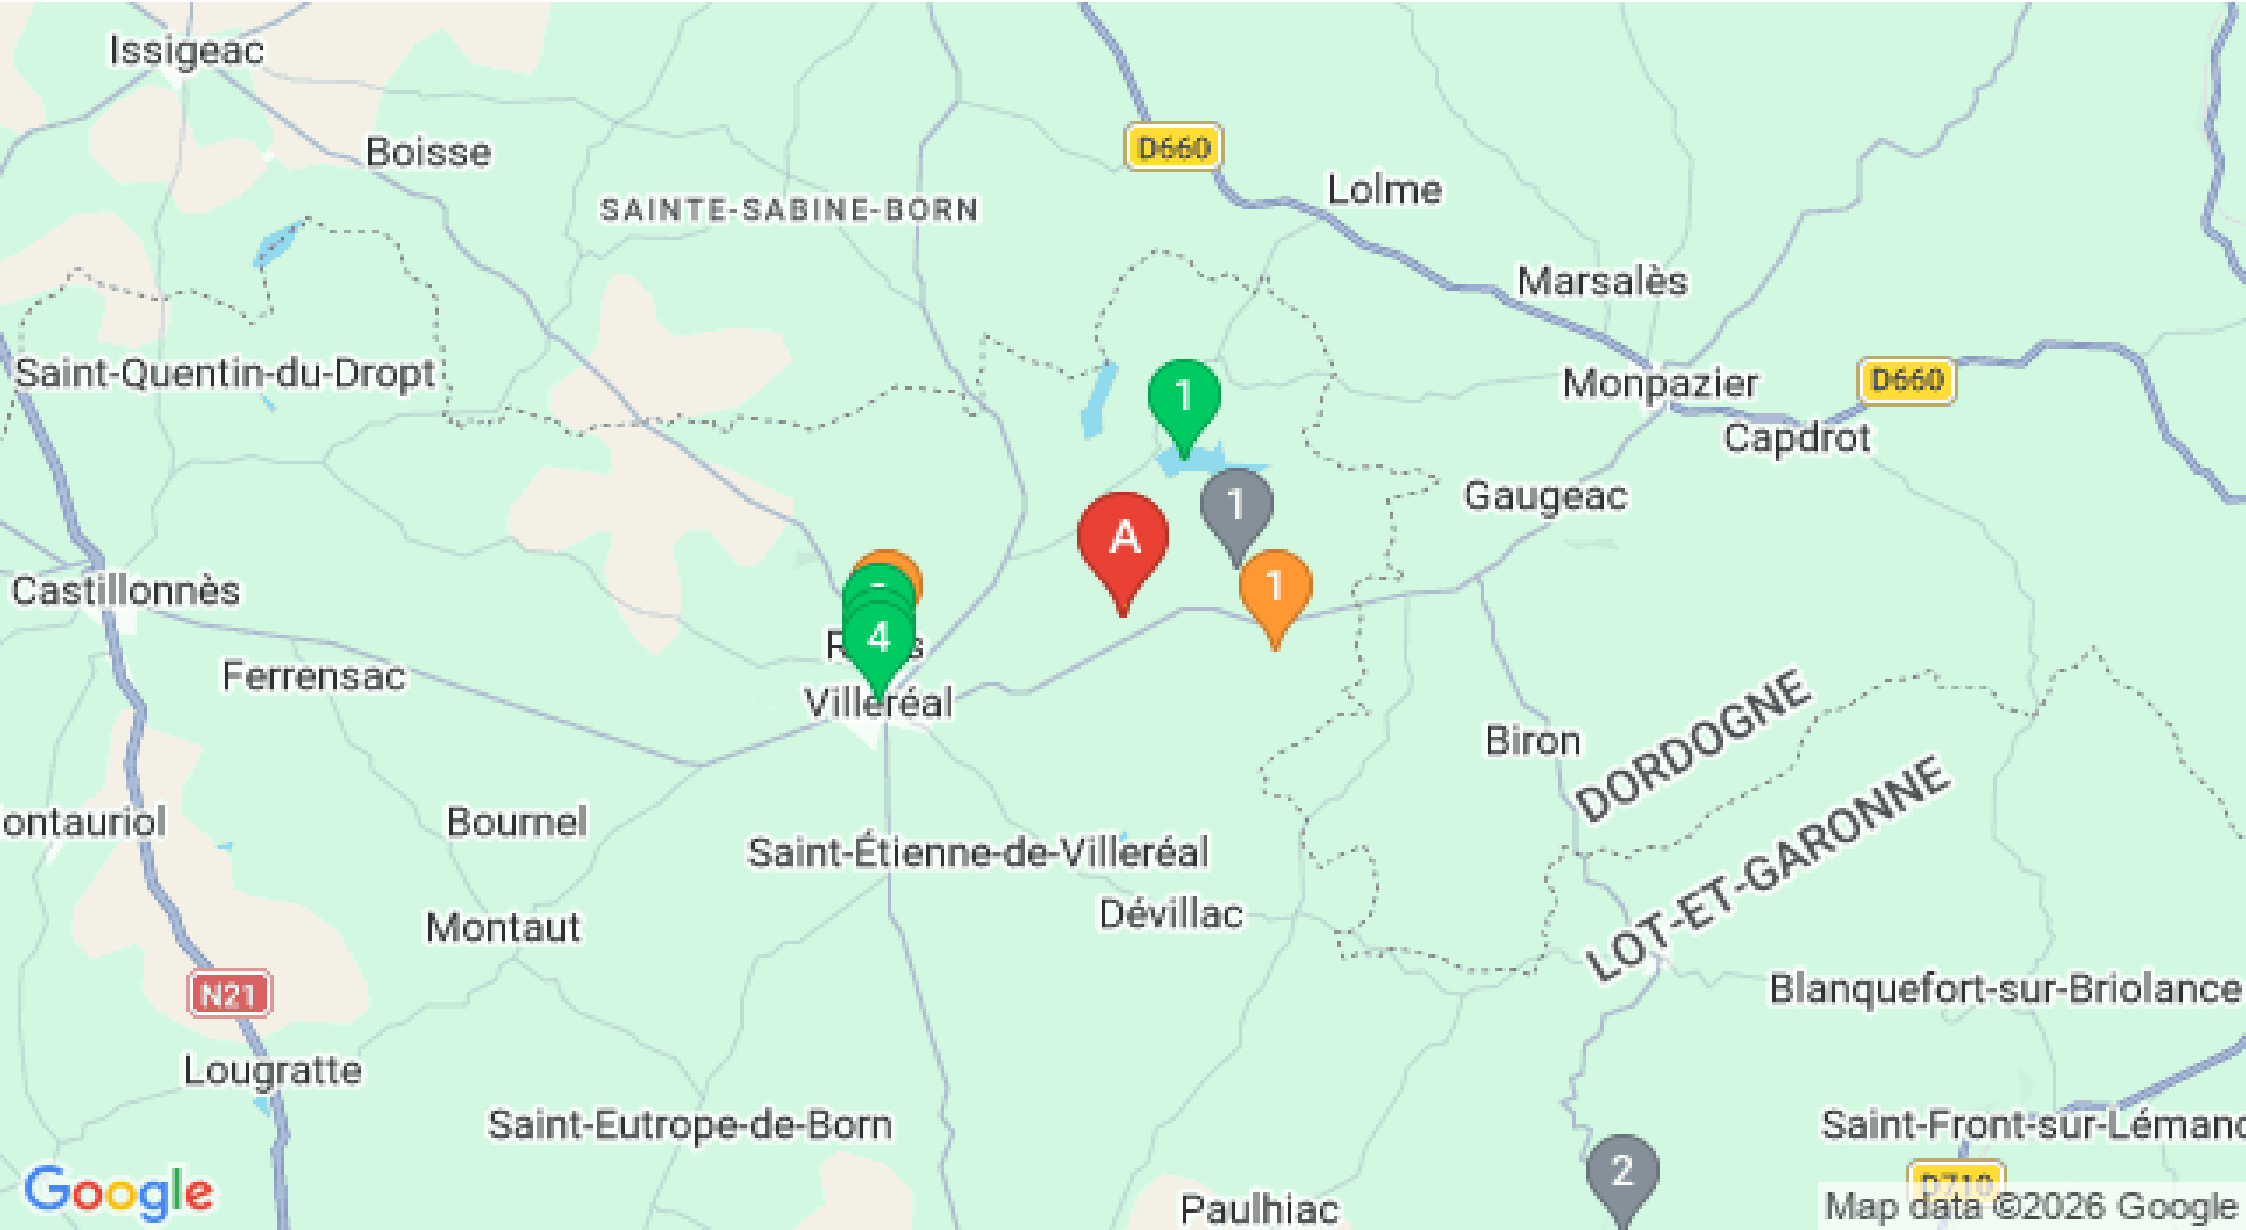 Issigeac
Boisse
D660
Lolme
SAINTE-SABINE-BORN
Marsalès
Saint-Quentin-du-Dropt
1
Monpazier
D660
Capdrot
1
Gaugeac
A
1
Castillonnès
4
Ferrensac
Villeréal
Biron
DORDOGNE
LOT-ET-GARONNE
ontauriol
Bournel
Saint-Étienne-de-Villeréal
Dévillac
Montaut
N21
Blanquefort-sur-Briolance
Lougratte
Saint-Eutrope-de-Born
Saint-Front-sur-Lémanc
2
D710
Google
Paulhiac
Map data ©2026 Google